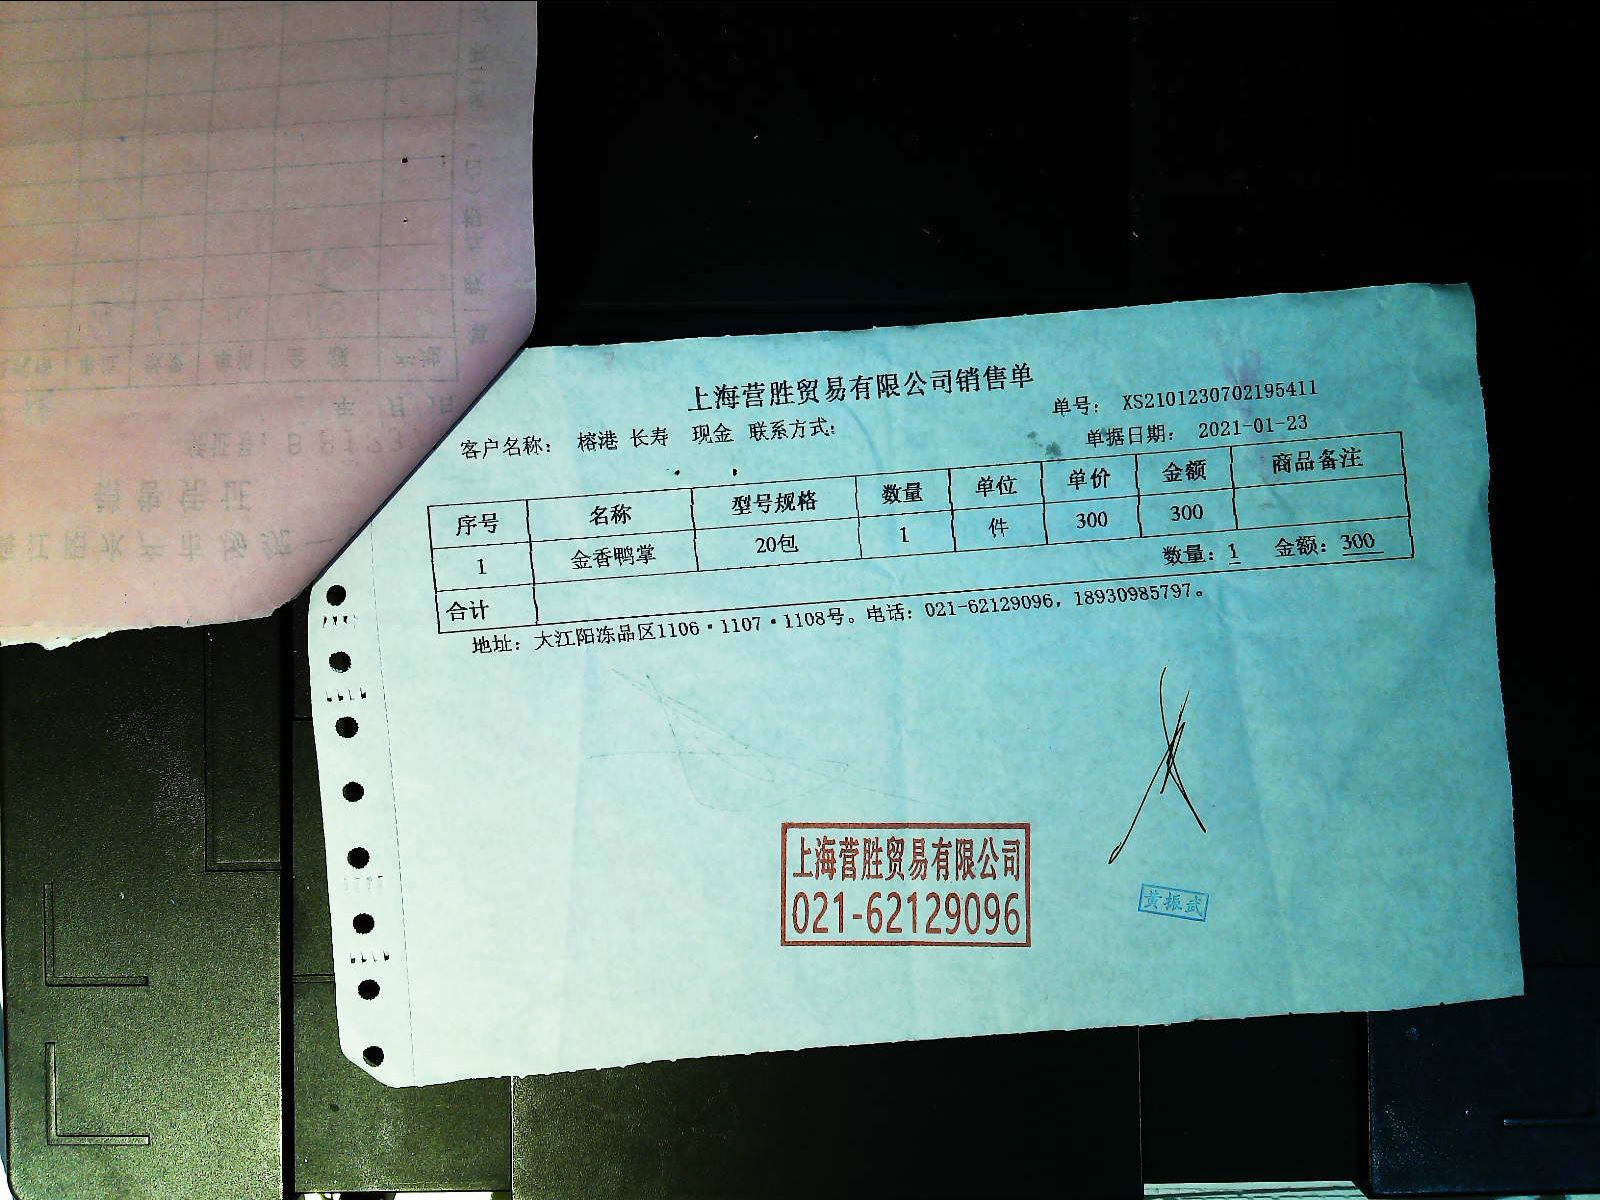 上海营胜贸易有限公司销售单
单号： XS2101230702195411
客户名称： 榕港 长寿 现金 联系方式：
单据日期： 2021-01-23
序号 名称 型号规格 数量 单位 单价 金额 商品备注
1 金香鸭掌 20包 1 件 300 300
合计 数量：1 金额：300
地址：大江阳冻品区1106·1107·1108号。电话：021-62129096，18930985797。
上海营胜贸易有限公司
021-62129096
黄振武